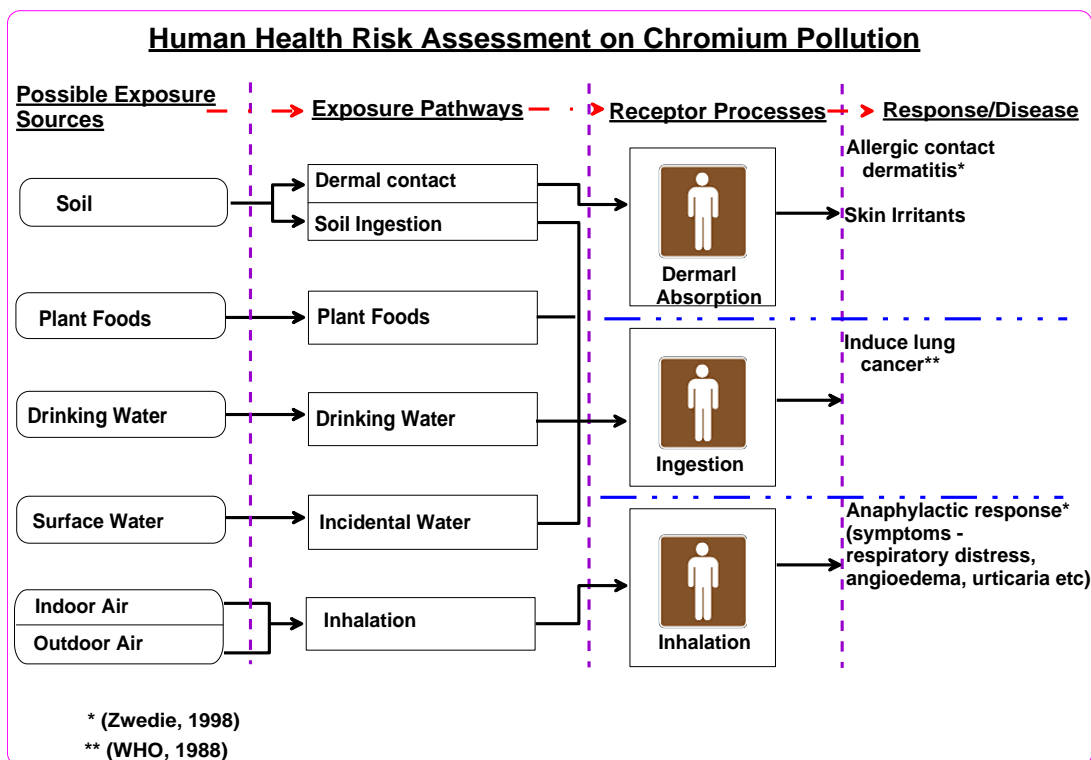 Human Health Risk Assessment on Chromium Pollution
Possible Exposure
Sources
Exposure Pathways
Receptor Processes
Response/Disease
Soil
Dermal contact
Soil Ingestion
Dermarl
Absorption
Allergic contact
dermatitis*
Skin Irritants
Plant Foods
Plant Foods
Drinking Water
Drinking Water
Ingestion
Induce lung
cancer**
Surface Water
Incidental Water
Indoor Air
Outdoor Air
Inhalation
Inhalation
Anaphylactic response*
(symptoms -
respiratory distress,
angioedema, urticaria etc)
* (Zwedie, 1998)
** (WHO, 1988)